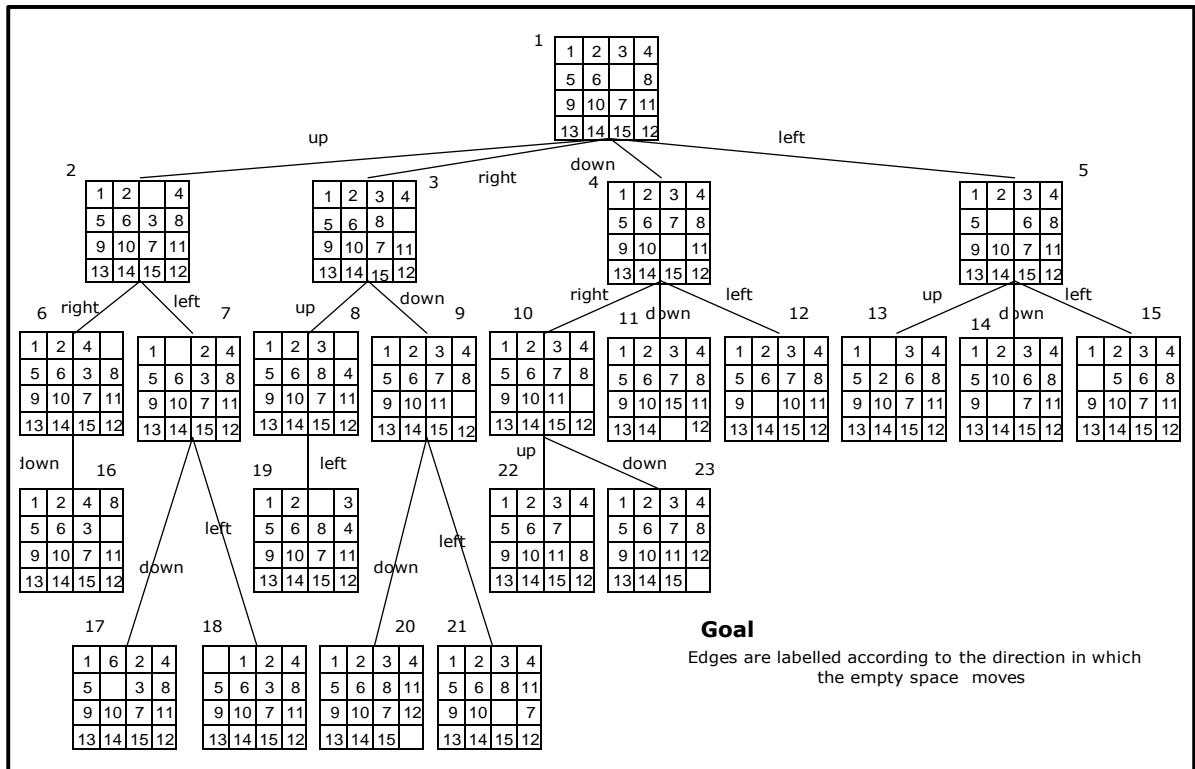 1
1 2 3 4
5 6 8
9 10 7 11
13 14 15 12
up
right
down
left
2
1 2 4
5 6 3 8
9 10 7 11
13 14 15 12
3
1 2 3 4
5 6 8
9 10 7 11
13 14 15 12
4
1 2 3 4
5 6 7 8
9 10 11
13 14 15 12
5
1 2 3 4
5 6 8
9 10 7 11
13 14 15 12
right
left
up
down
right
down
left
up
down
left
6
1 2 4
5 6 3 8
9 10 7 11
13 14 15 12
7
1 2 4
5 6 3 8
9 10 7 11
13 14 15 12
8
1 2 3
5 6 8 4
9 10 7 11
13 14 15 12
9
1 2 3 4
5 6 7 8
9 10 11
13 14 15 12
10
1 2 3 4
5 6 7 8
9 10 11
13 14 15 12
11
1 2 3 4
5 6 7 8
9 10 15 11
13 14 12
12
1 2 3 4
5 6 7 8
9 10 11
13 14 15 12
13
1 3 4
5 2 6 8
9 10 7 11
13 14 15 12
14
1 2 3 4
5 10 6 8
9 7 11
13 14 15 12
15
1 2 3 4
5 6 8
9 10 7 11
13 14 15 12
down
left
up
down
16
1 2 4 8
5 6 3
9 10 7 11
13 14 15 12
19
1 2 3
5 6 8 4
9 10 7 11
13 14 15 12
22
1 2 3 4
5 6 7
9 10 11 8
13 14 15 12
23
1 2 3 4
5 6 7 8
9 10 11 12
13 14 15
down
left
down
left
17
1 6 2 4
5 3 8
9 10 7 11
13 14 15 12
18
1 2 4
5 6 3 8
9 10 7 11
13 14 15 12
20
1 2 3 4
5 6 8 11
9 10 7 12
13 14 15
21
1 2 3 4
5 6 8 11
9 10 7
13 14 15 12
Goal
Edges are labelled according to the direction in which
the empty space moves